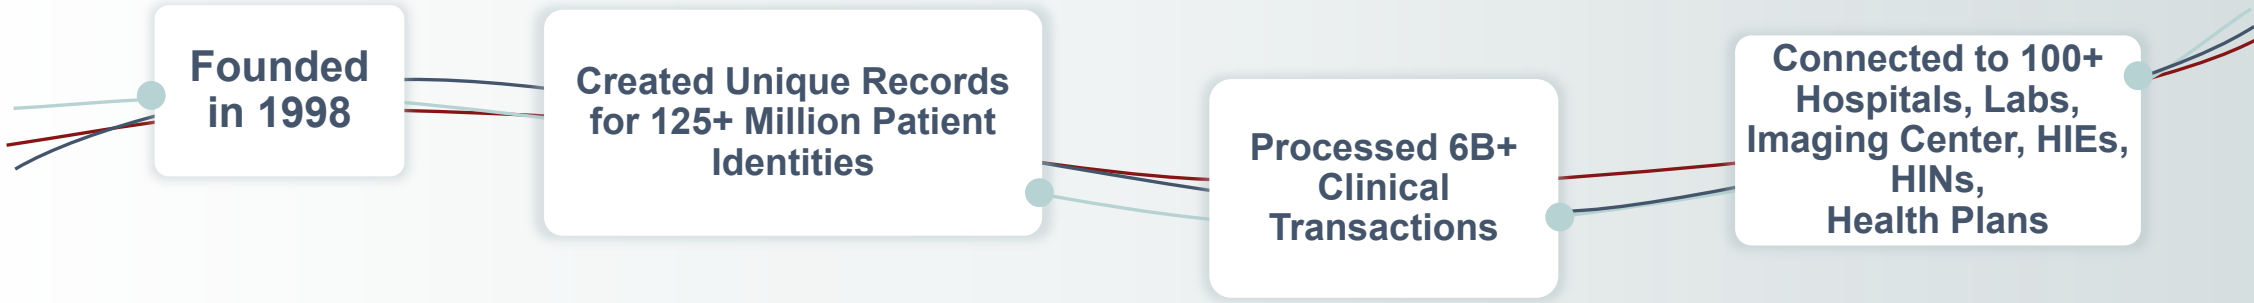 Founded
in 1998
Created Unique Records
for 125+ Million Patient
Identities
Processed 6B+
Clinical
Transactions
Connected to 100+
Hospitals, Labs,
Imaging Center, HIEs,
HINs,
Health Plans